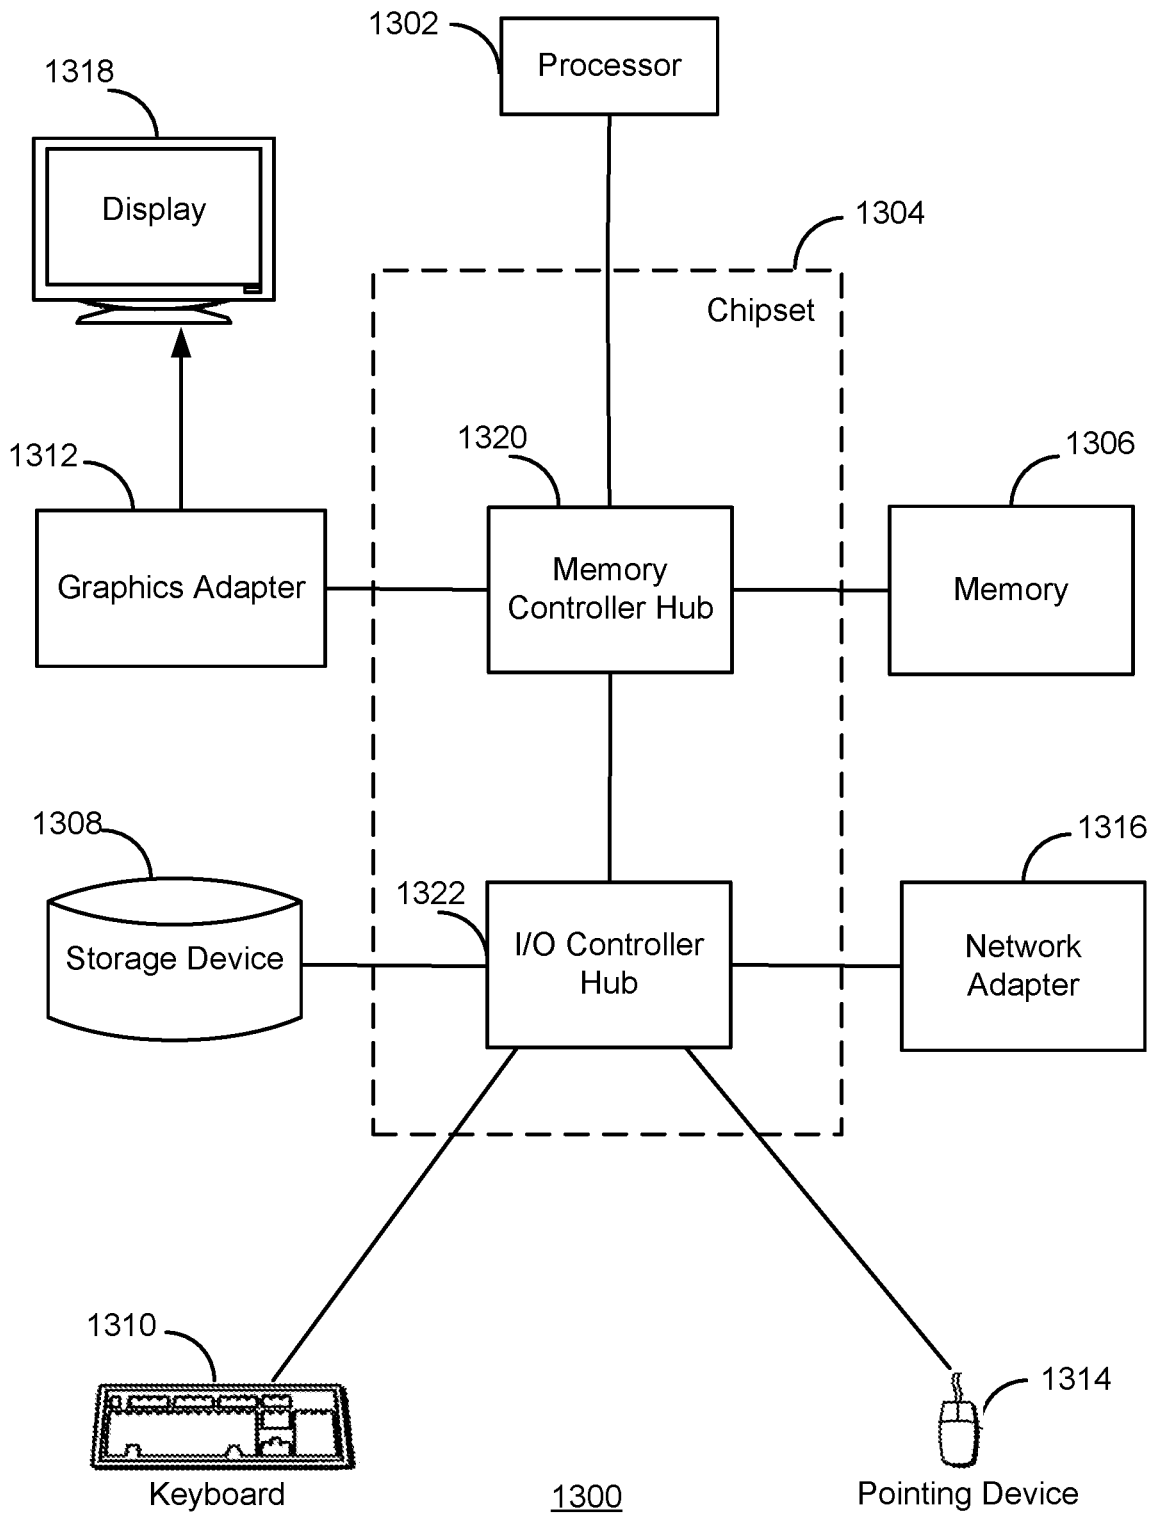 1302
Processor
1318
Display
1304
Chipset
1312
1320
1306
Graphics Adapter
Memory
Controller Hub
Memory
1308
1322
1316
Storage Device
I/O Controller
Hub
Network
Adapter
1310
1314
Keyboard
1300
Pointing Device